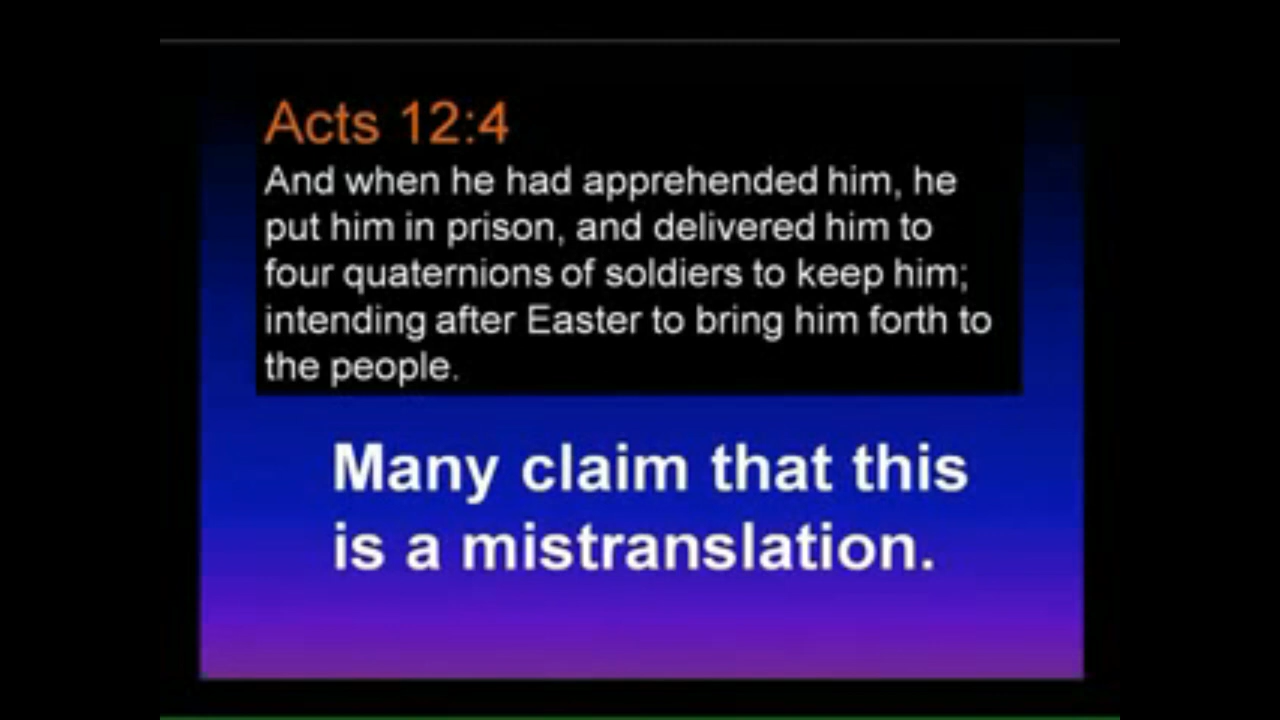 Acts 12:4
And when he had apprehended him, he
put him in prison, and delivered him to
four quaternions of soldiers to keep him;
intending after Easter to bring him forth to
the people.
Many claim that this
is a mistranslation.